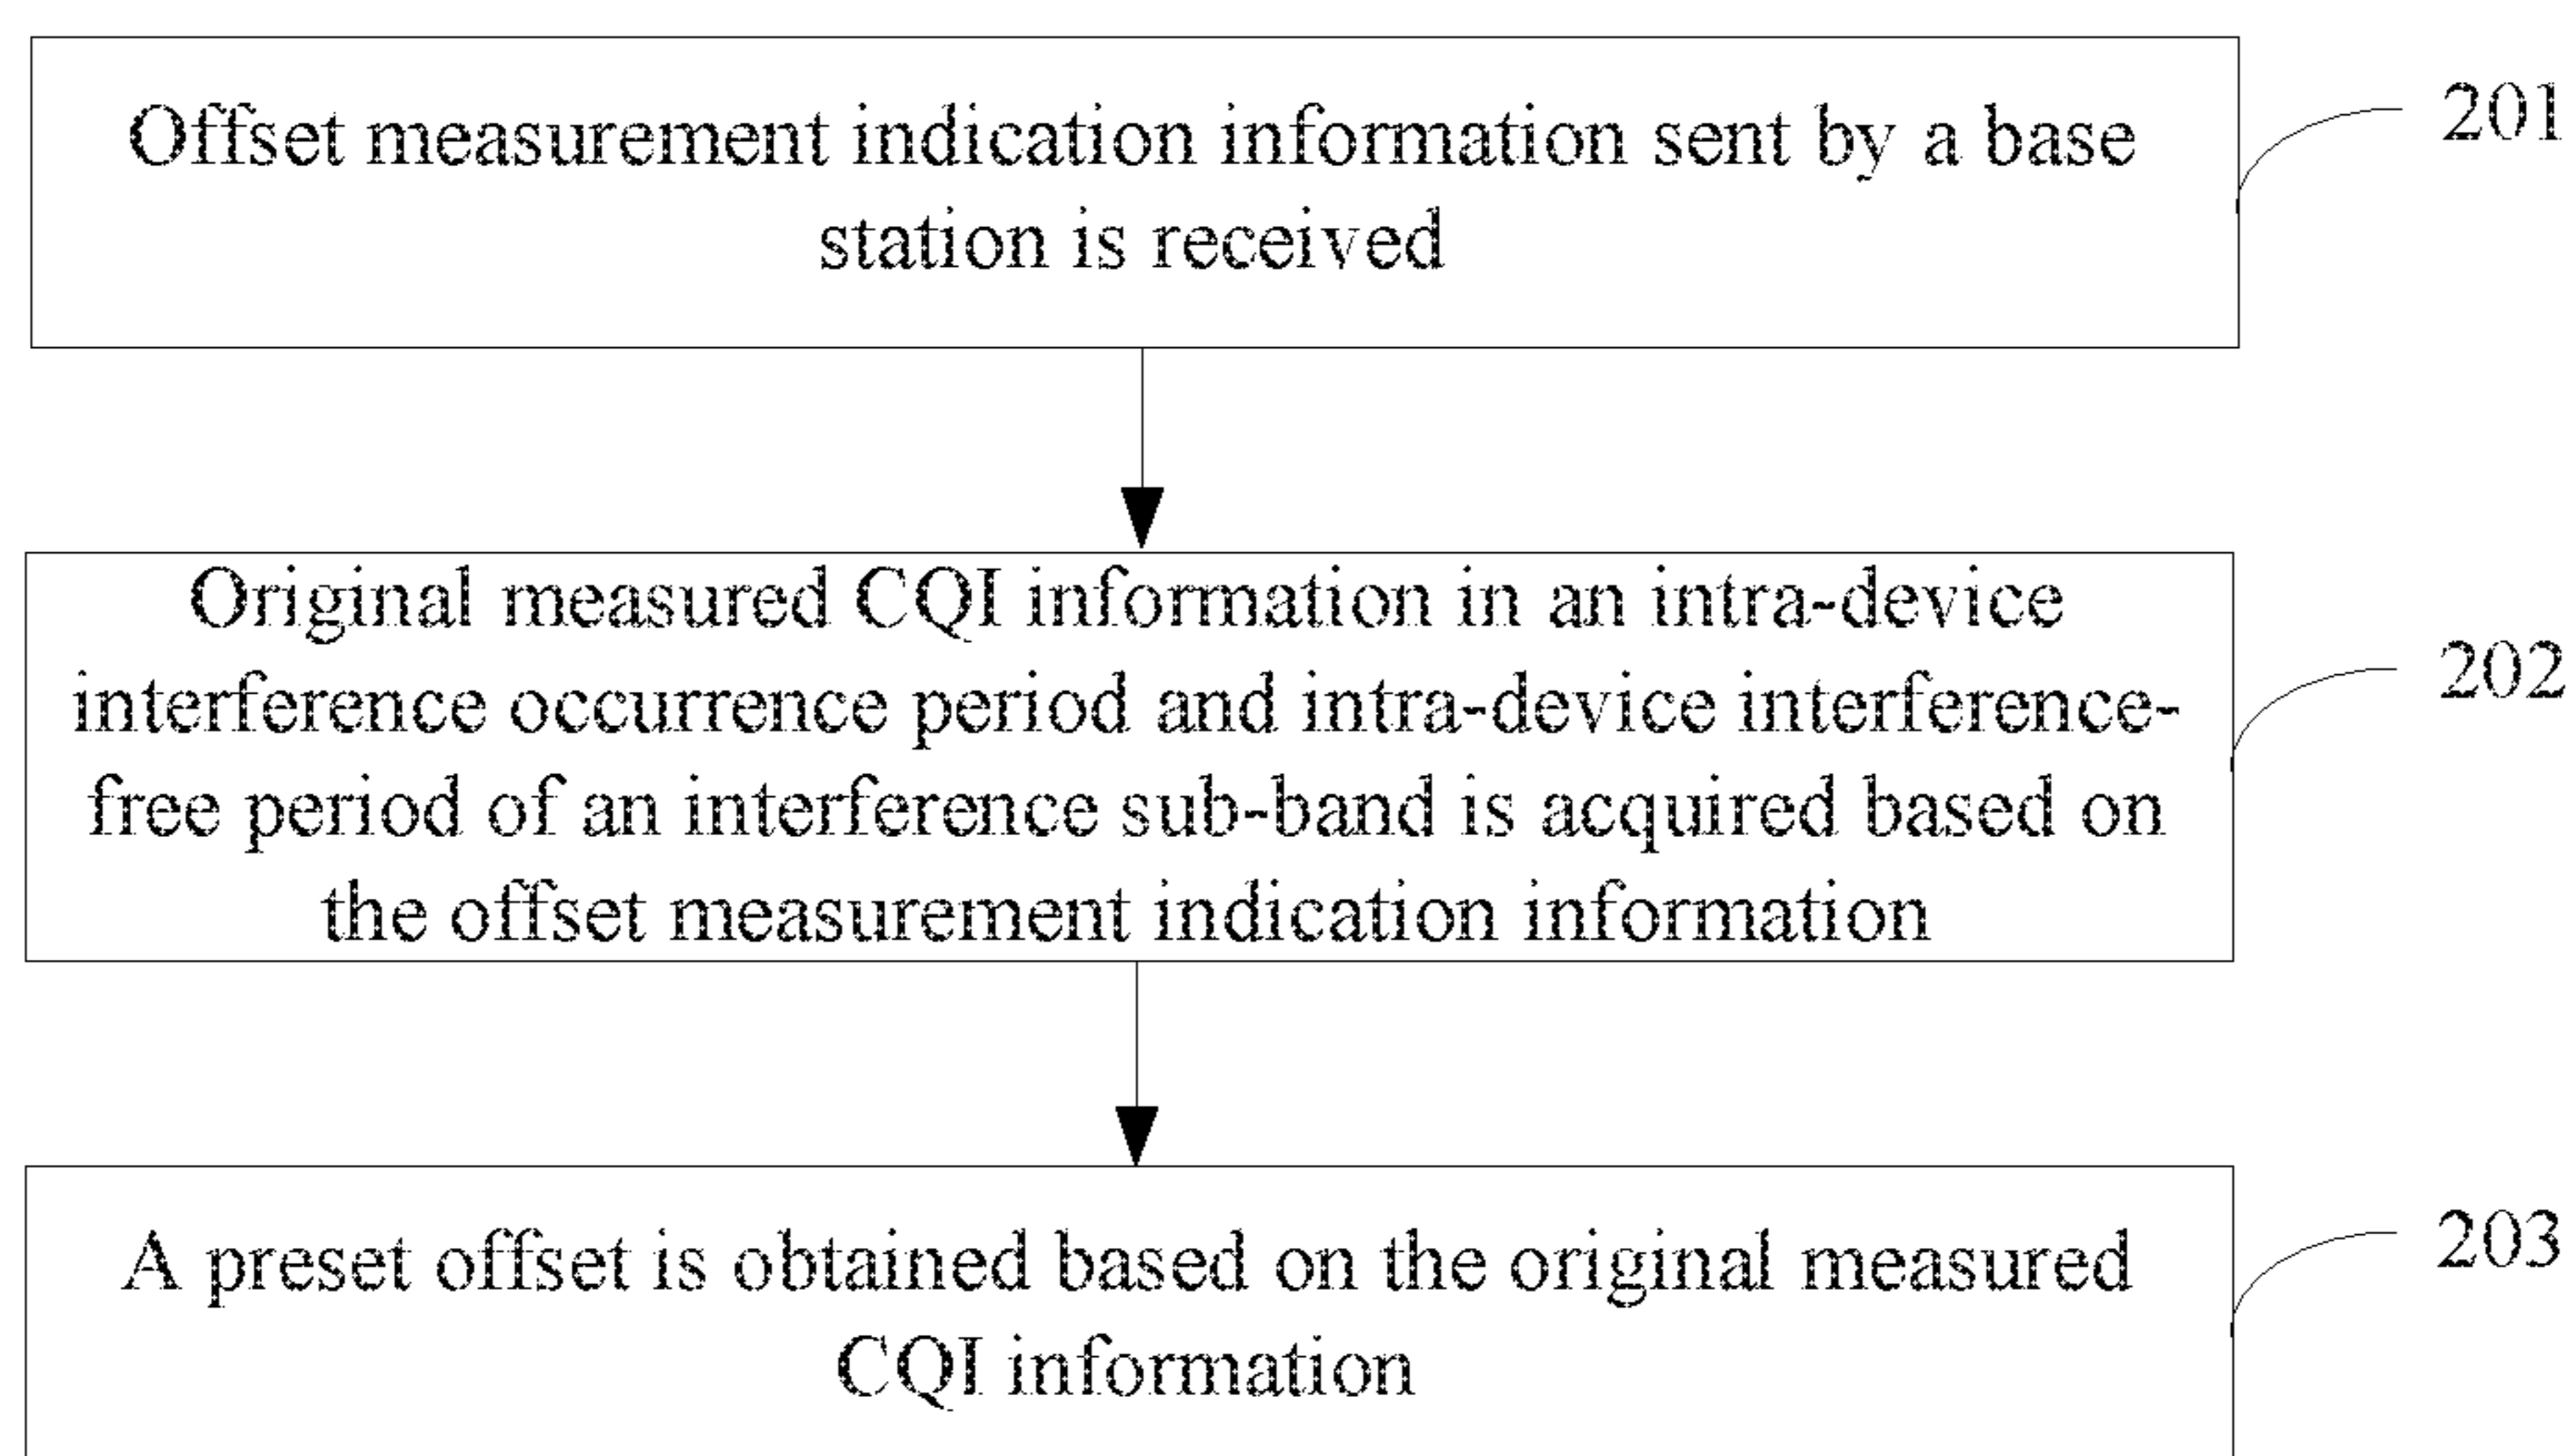 Offset measurement indication information sent by a base
station is received
201
Original measured CQI information in an intra-device
interference occurrence period and intra-device interference-
free period of an interference sub-band is acquired based on
the offset measurement indication information
202
A preset offset is obtained based on the original measured
CQI information
203